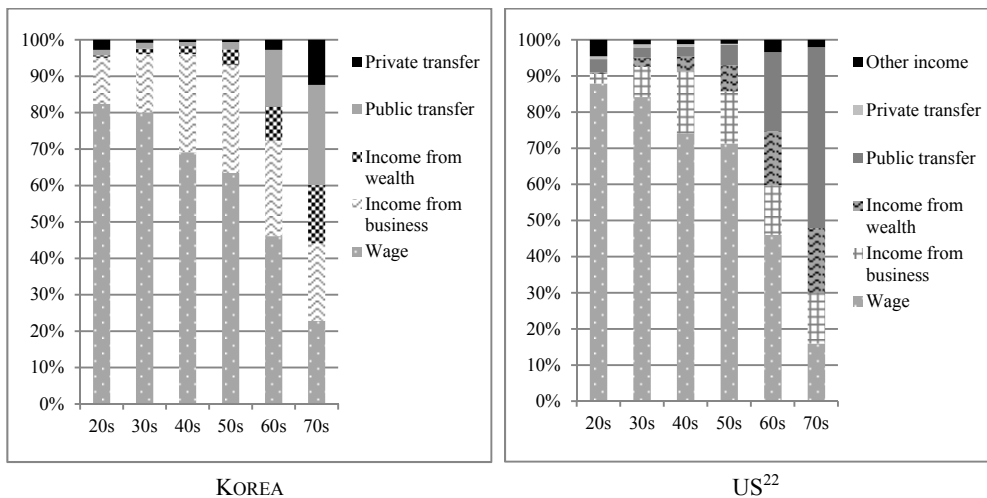 100%
90%
80%
70%
60%
50%
40%
30%
20%
10%
0%
20s 30s 40s 50s 60s 70s
Private transfer
Public transfer
Income from
wealth
Income from
business
Wage
KOREA
100%
90%
80%
70%
60%
50%
40%
30%
20%
10%
0%
20s 30s 40s 50s 60s 70s
Other income
Private transfer
Public transfer
Income from
wealth
Income from
business
Wage
US22